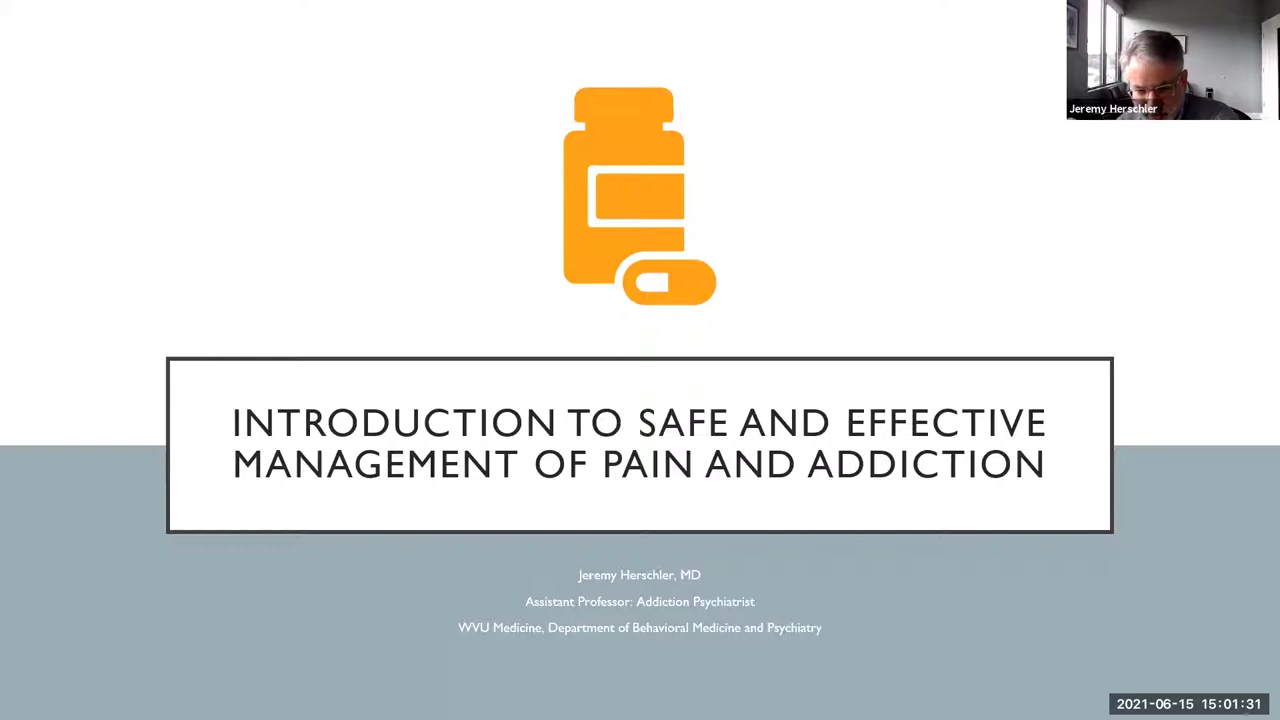 Jeremy Herschler
INTRODUCTION TO SAFE AND EFFECTIVE
MANAGEMENT OF PAIN AND ADDICTION
Jeremy Herschler, MD
Assistant Professor: Addiction Psychiatrist
WVU Medicine, Department of Behavioral Medicine and Psychiatry
2021-06-15 15:01:31